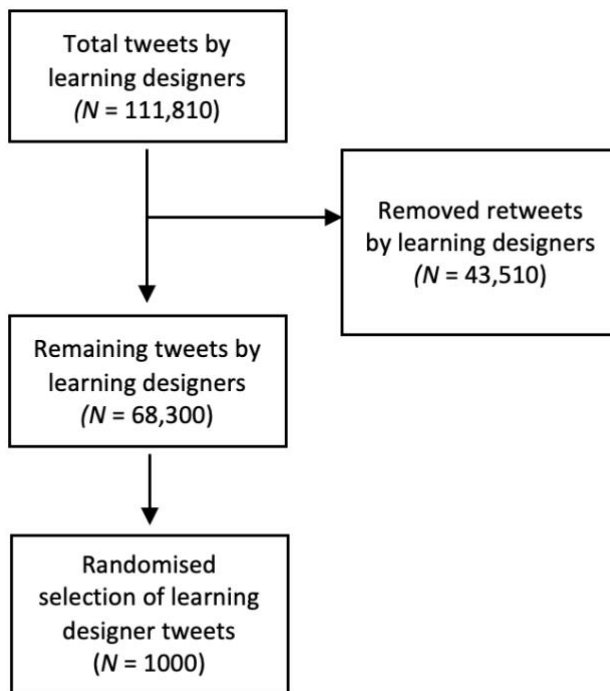 Total tweets by
learning designers
(N = 111,810)
Removed retweets
by learning designers
(N = 43,510)
Remaining tweets by
learning designers
(N = 68,300)
Randomised
selection of learning
designer tweets
(N = 1000)